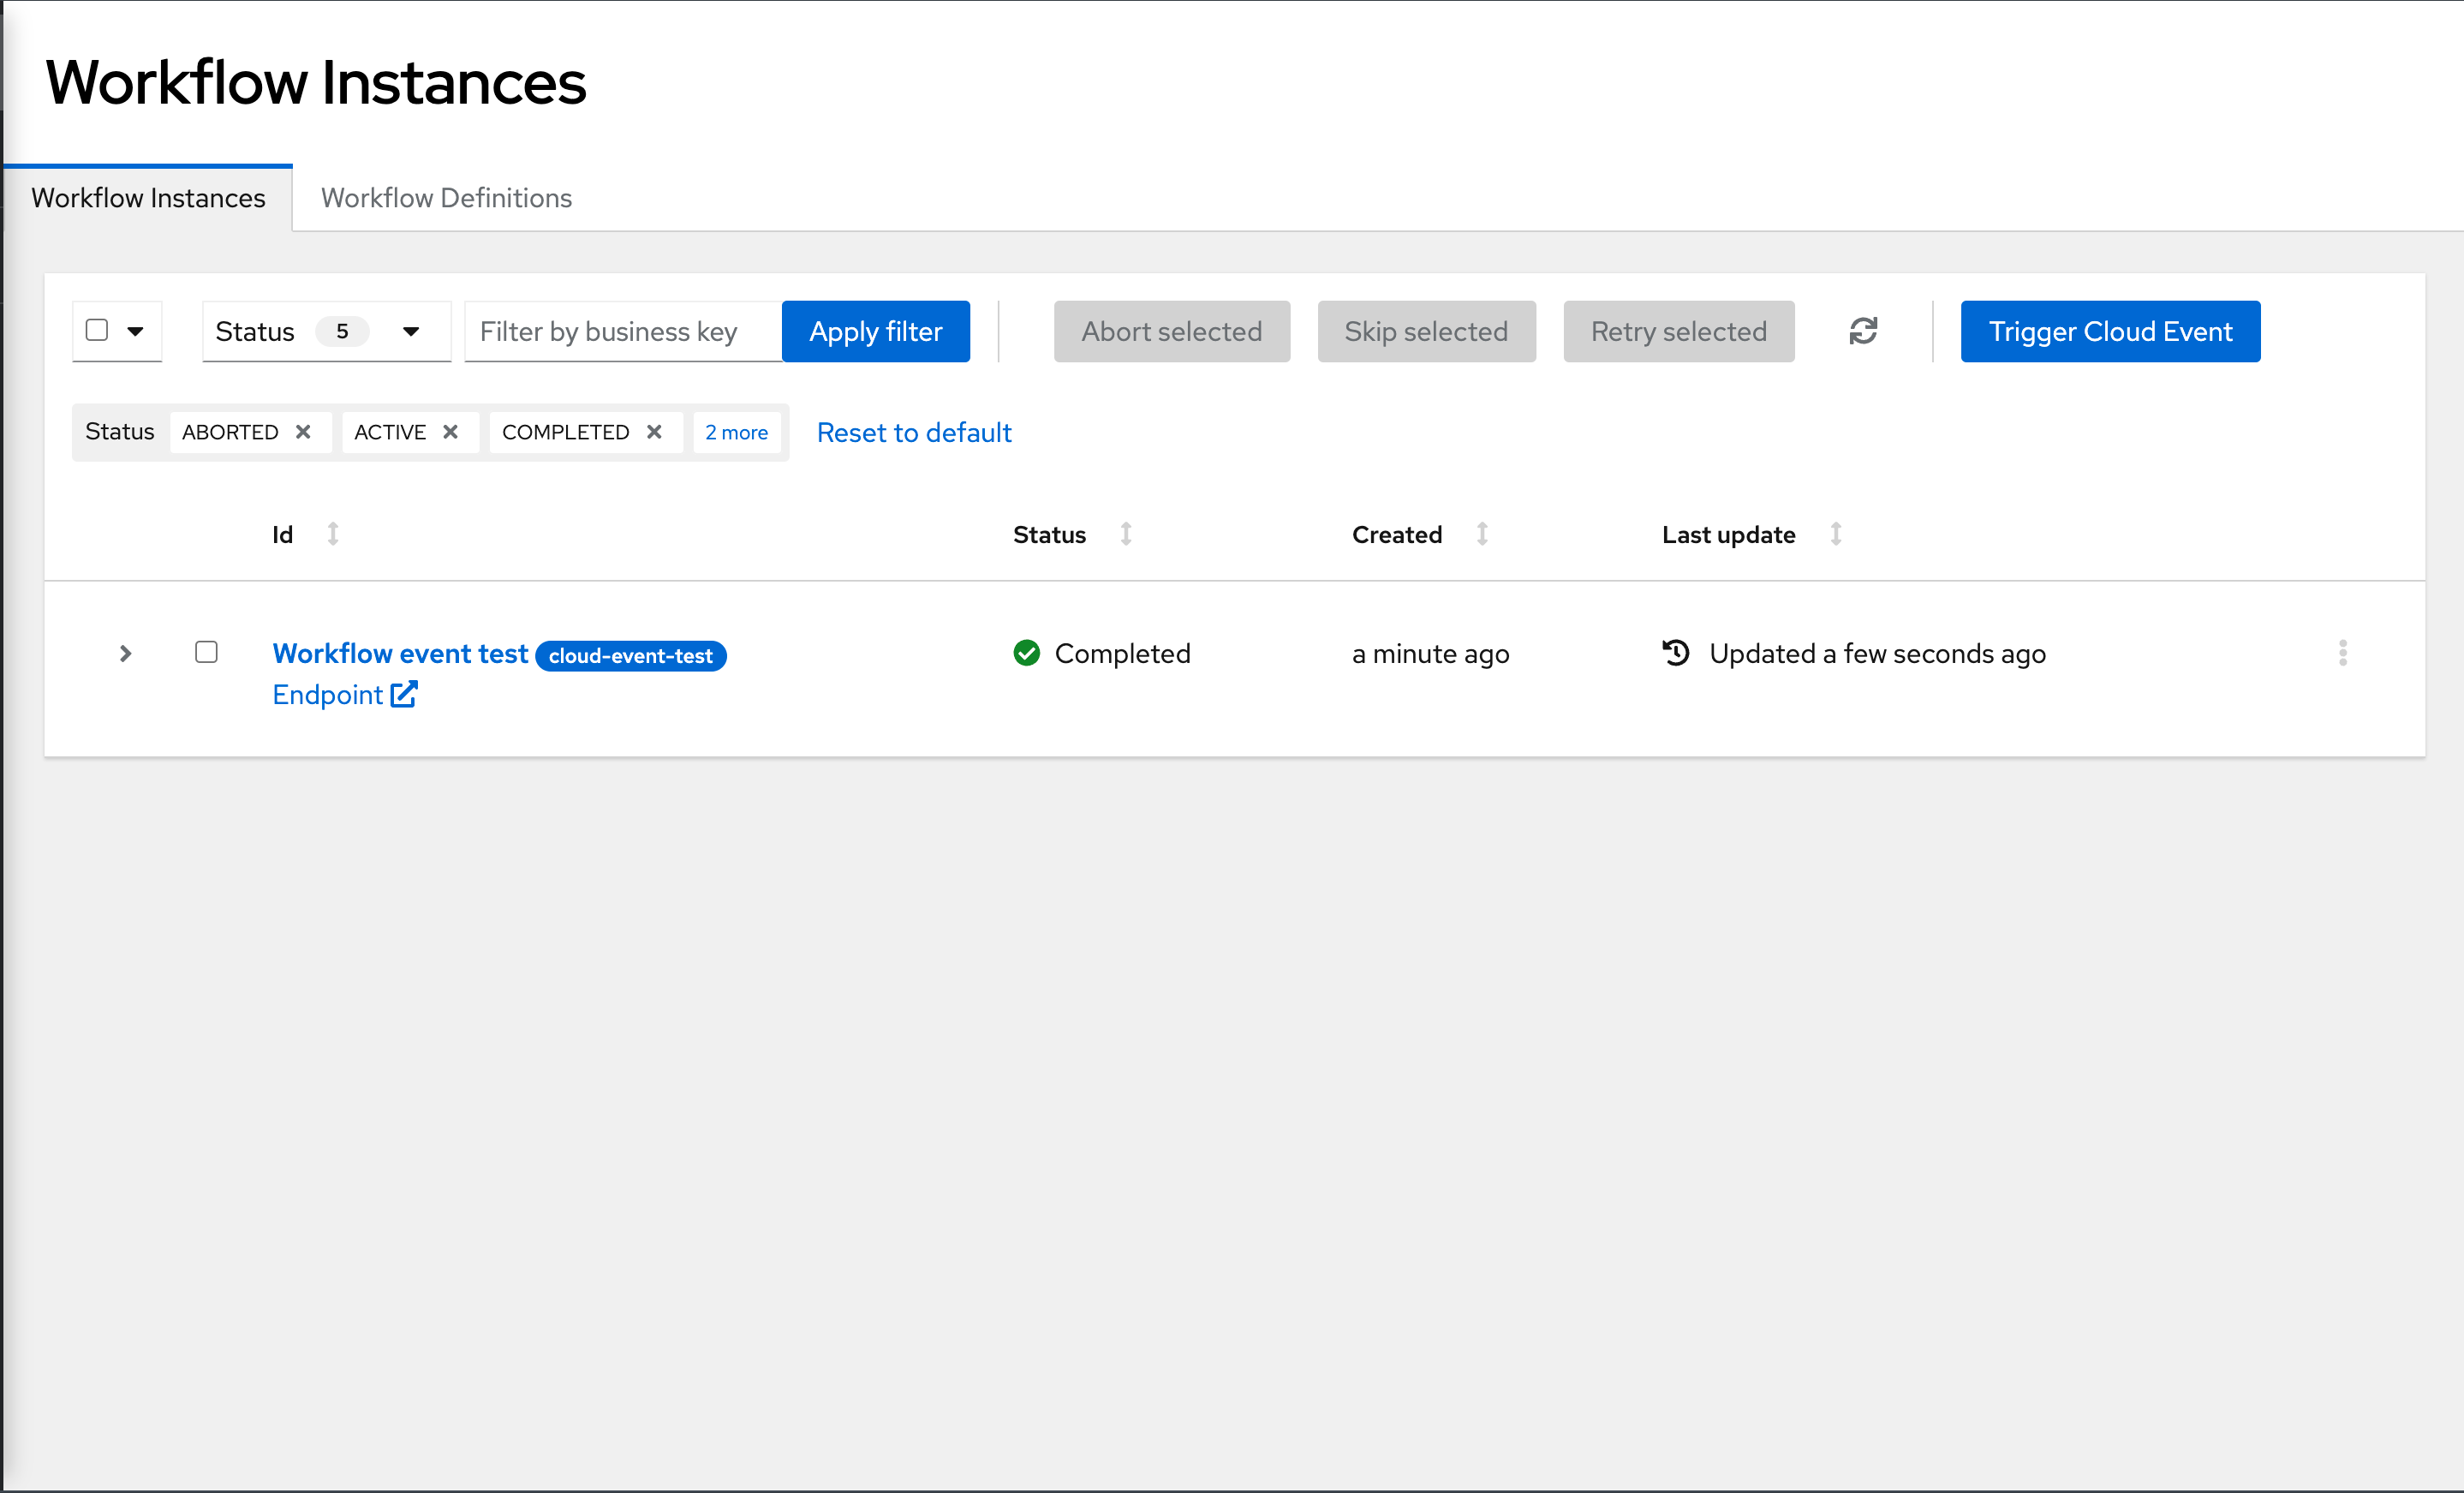 Workflow Instances
Workflow Instances Workflow Definitions
Status 5 Filter by business key Apply filter Abort selected Skip selected Retry selected Trigger Cloud Event
Status ABORTED ACTIVE COMPLETED 2 more Reset to default
Id Status Created Last update
Workflow event test cloud-event-test Completed a minute ago Updated a few seconds ago
Endpoint